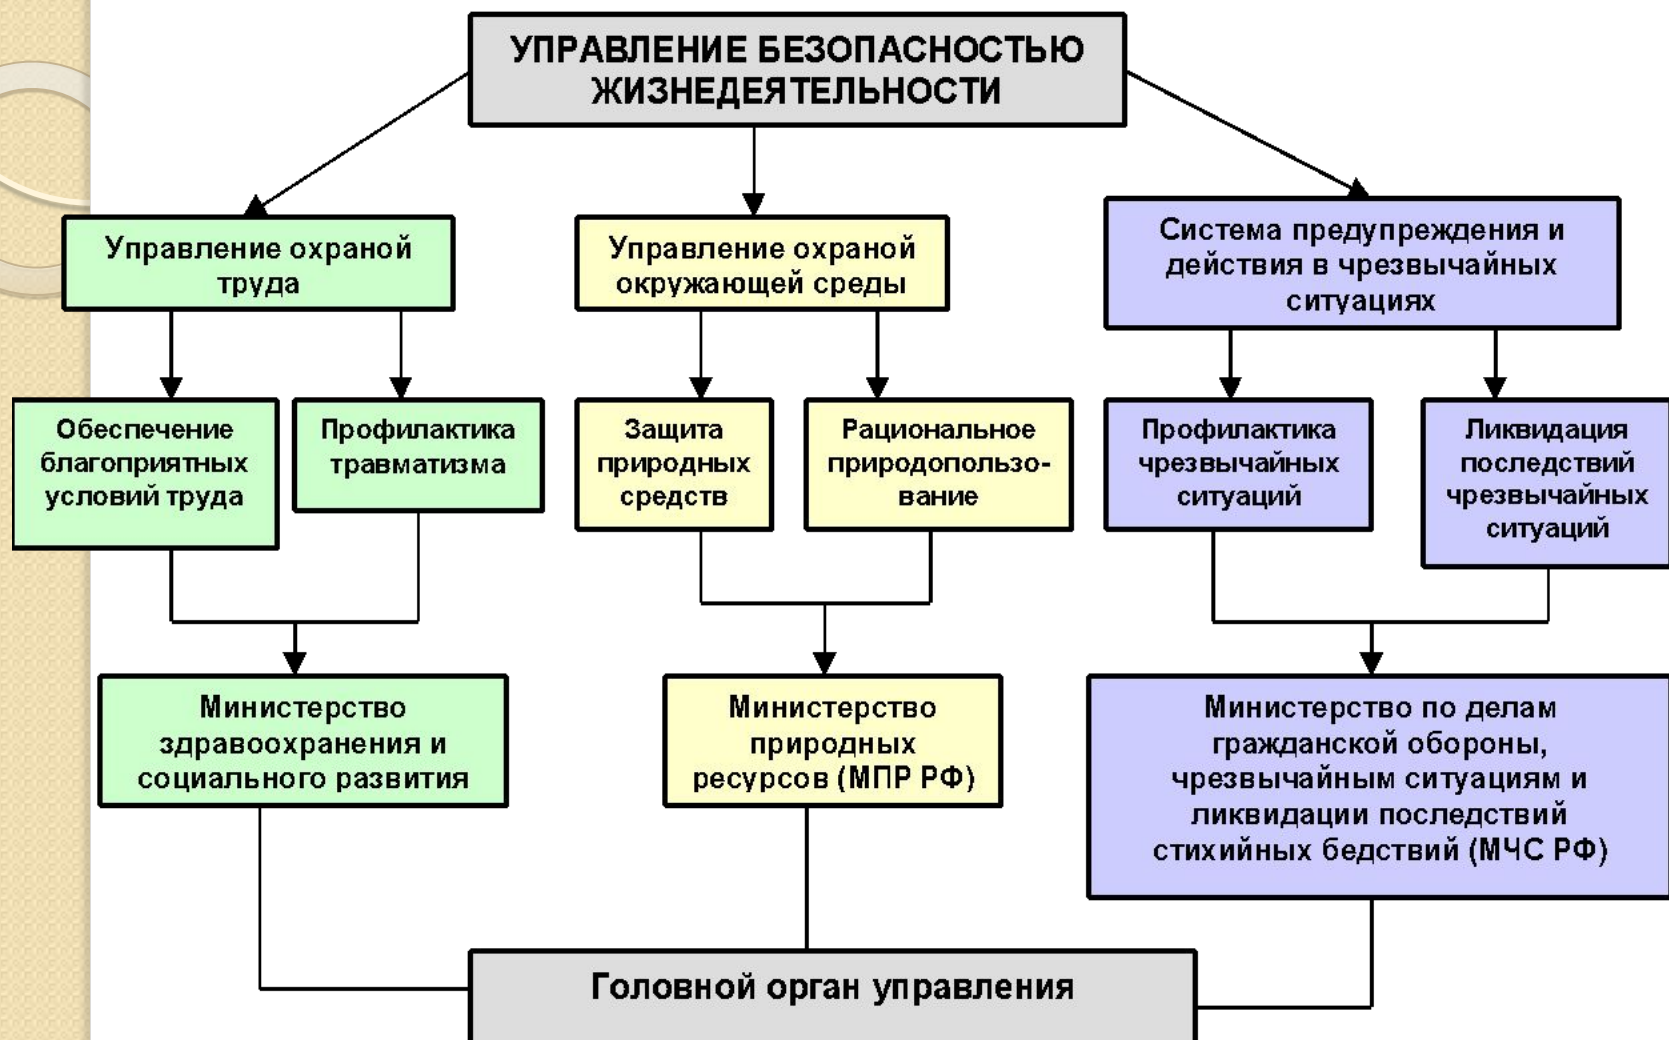 УПРАВЛЕНИЕ БЕЗОПАСНОСТЬЮ
ЖИЗНЕДЕЯТЕЛЬНОСТИ
Управление охраной
труда
Управление охраной
окружающей среды
Система предупреждения и
действия в чрезвычайных
ситуациях
Обеспечение
благоприятных
условий труда
Профилактика
травматизма
Защита
природных
средств
Рациональное
природопользо-
вание
Профилактика
чрезвычайных
ситуаций
Ликвидация
последствий
чрезвычайных
ситуаций
Министерство
здравоохранения и
социального развития
Министерство
природных
ресурсов (МПР РФ)
Министерство по делам
гражданской обороны,
чрезвычайным ситуациям и
ликвидации последствий
стихийных бедствий (МЧС РФ)
Головной орган управления